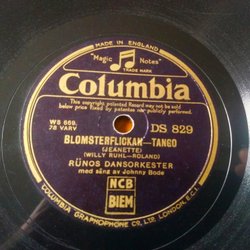 MADE IN ENGLAND
"Magic Notes"
TRADE MARK
Columbia
This copyrighted Patented Record may not be sold
below price fixed by patentees nor publicly performed.
WS 669.
78 VARV
DS 829
BLOMSTERFLICKAN—TANGO
(JEANETTE)
(WILLY RUHL-ROLAND)
RÜNOS DANSORKESTER
med sång av Johnny Bode
NCB
BIEM
COLUMBIA GRAPHOPHONE CO. LTD. LONDON, E.C.1